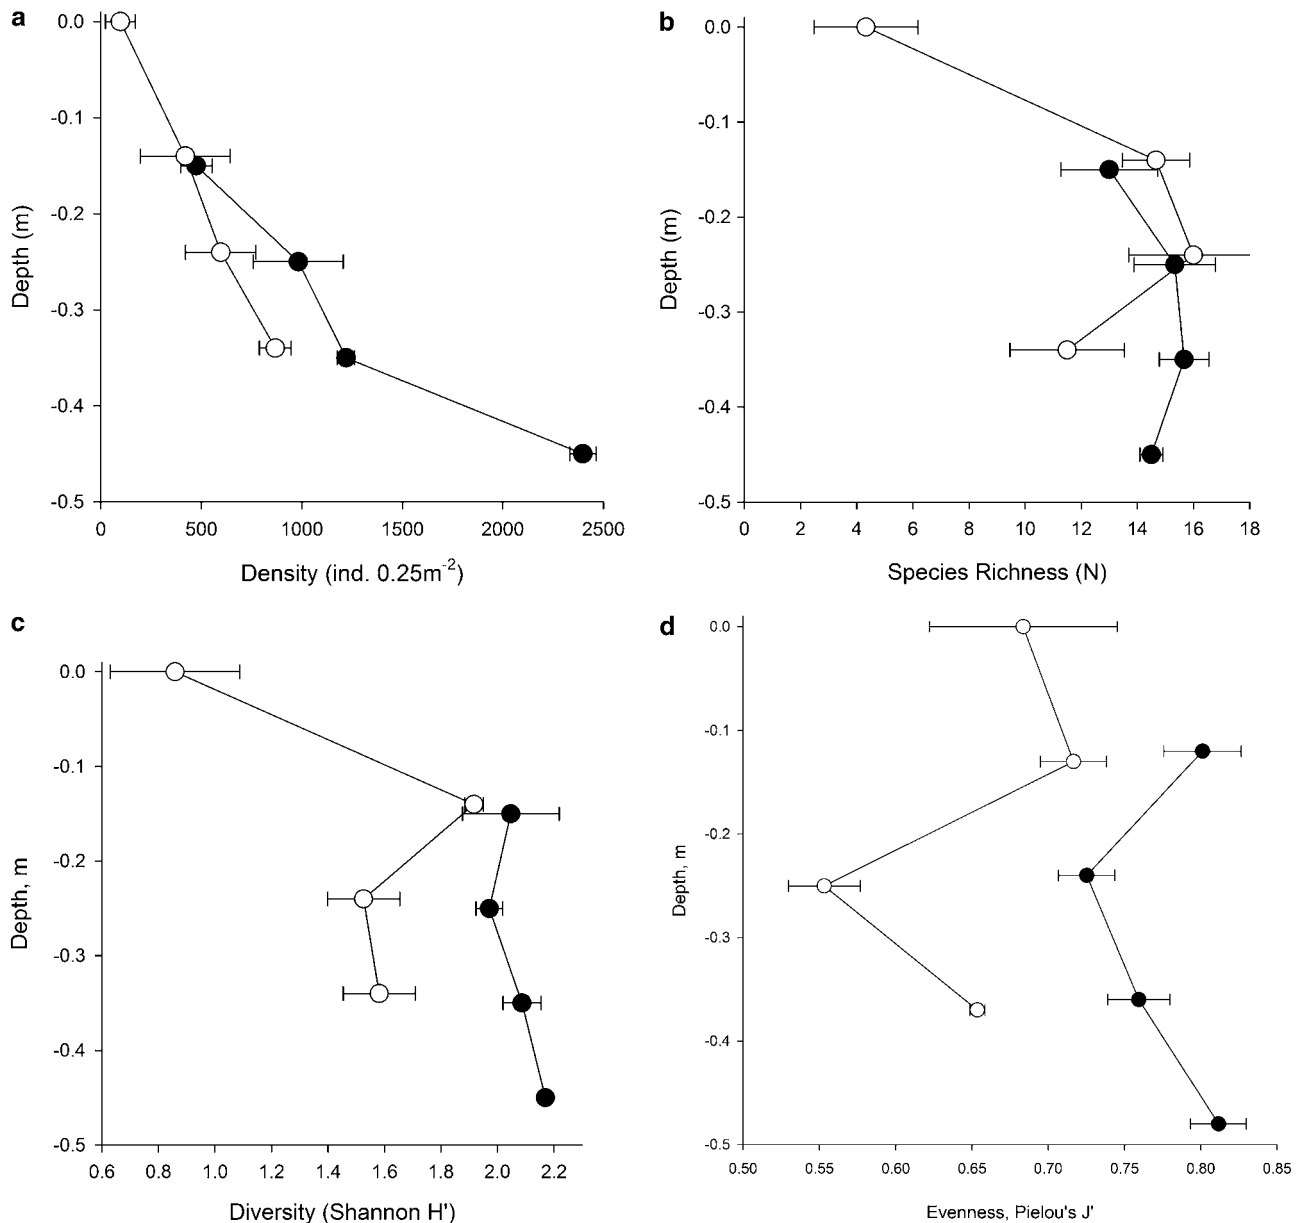 a
0.0
-0.1
-0.2
-0.3
-0.4
-0.5
Depth (m)
0 500 1000 1500 2000 2500
Density (ind. 0.25m-2)
b
0.0
-0.1
-0.2
-0.3
-0.4
-0.5
Depth (m)
0 2 4 6 8 10 12 14 16 18
Species Richness (N)
c
0.0
-0.1
-0.2
-0.3
-0.4
-0.5
Depth, m
0.6 0.8 1.0 1.2 1.4 1.6 1.8 2.0 2.2
Diversity (Shannon H')
d
0.0
-0.1
-0.2
-0.3
-0.4
-0.5
Depth, m
0.50 0.55 0.60 0.65 0.70 0.75 0.80 0.85
Evenness, Pielou's J'